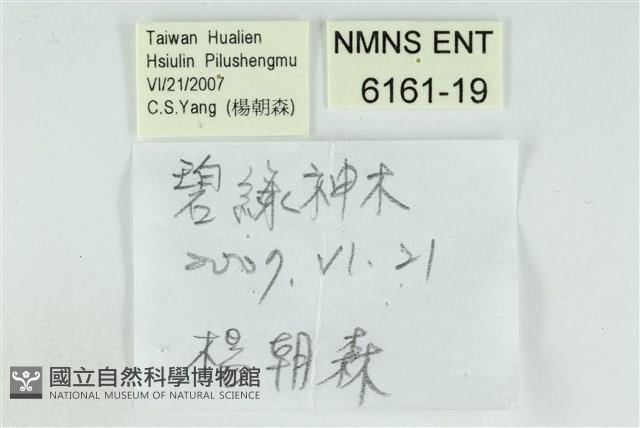 Taiwan Hualien
Hsiulin Pilushengmu
VI/21/2007
C.S.Yang (楊朝森)
NMNS ENT
6161-19
碧綠神木
2007. VI. 21
楊朝森
國立自然科學博物館
NATIONAL MUSEUM OF NATURAL SCIENCE